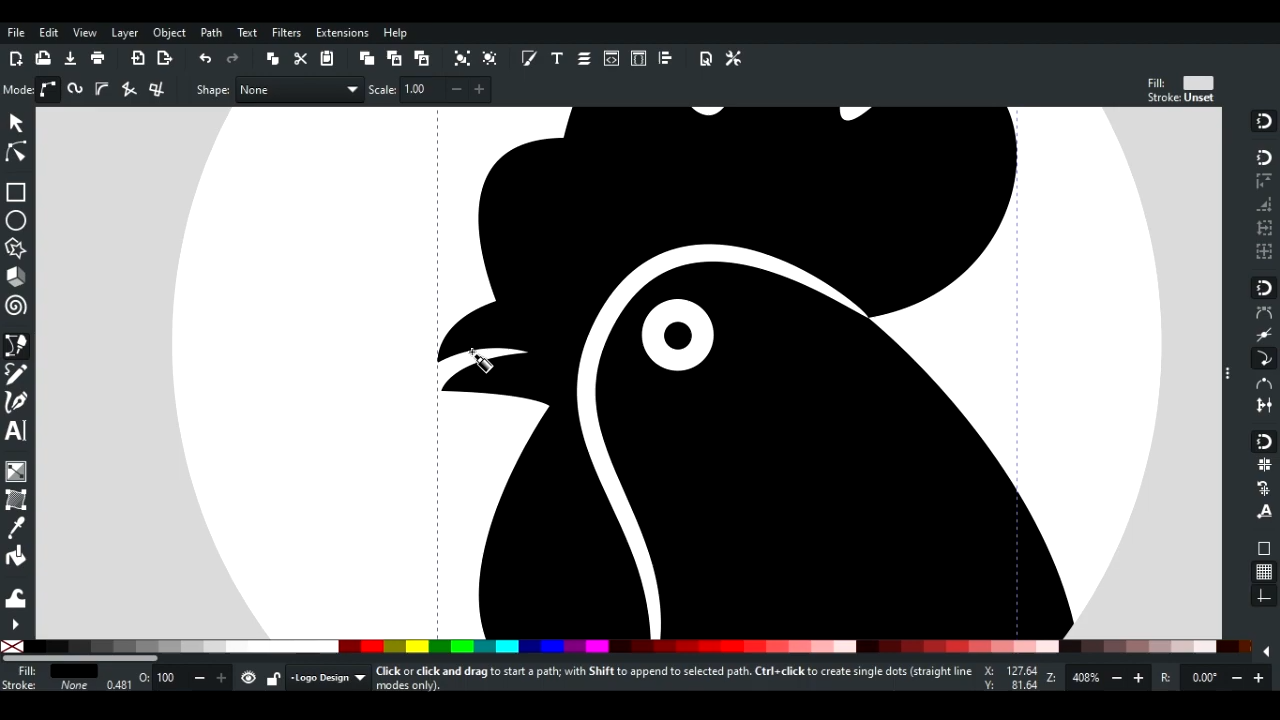 File Edit View Layer Object Path Text Filters Extensions Help
Mode: Shape: None Scale: 1.00 Fill:
Stroke: Unset
Fill: O: 100 •Logo Design Click or click and drag to start a path; with Shift to append to selected path. Ctrl+click to create single dots (straight line X: 127.64 Z: 408% R: 0.00°
Stroke: None 0.481 modes only). Y: 81.64